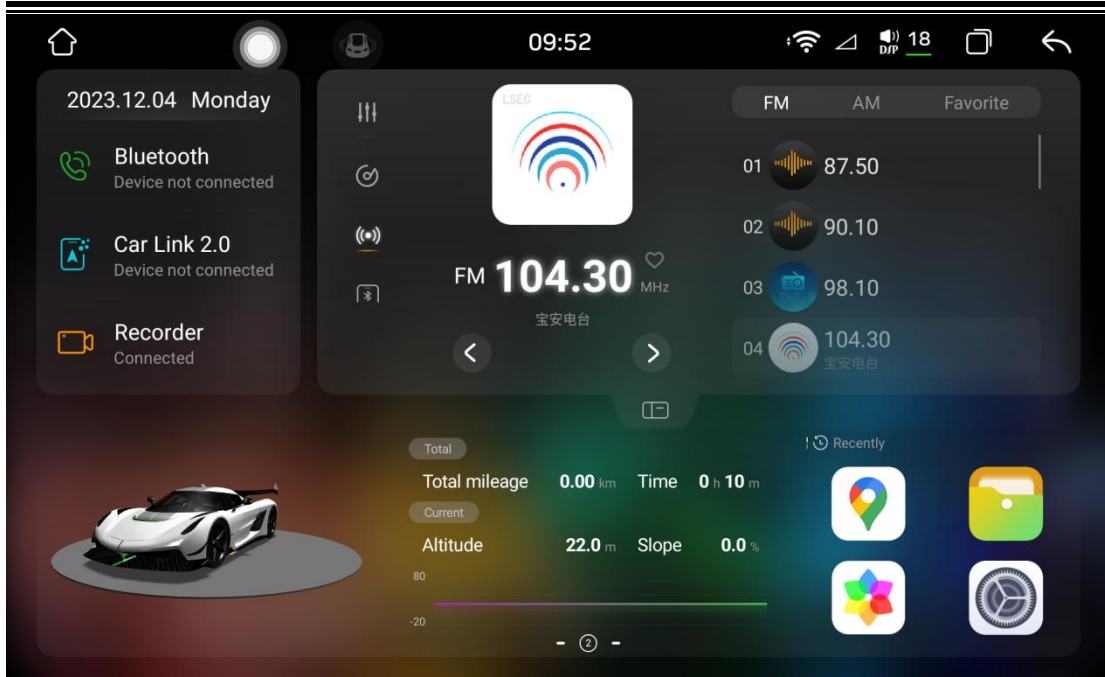 09:52
DSP
18
2023.12.04 Monday
Bluetooth
Device not connected
Car Link 2.0
Device not connected
Recorder
Connected
LSEC
FM 104.30 MHz
宝安电台
FM AM Favorite
01 87.50
02 90.10
03 98.10
04 104.30
宝安电台
Total
Total mileage 0.00 km Time 0 h 10 m
Current
Altitude 22.0 m Slope 0.0 %
80
-20
2
Recently